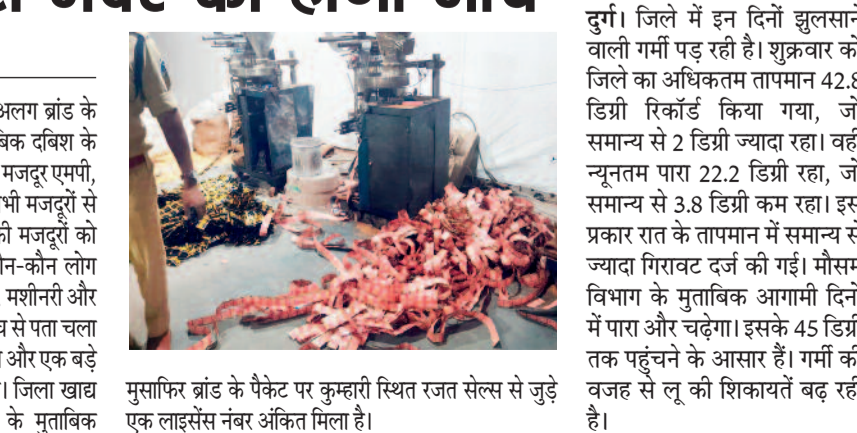 अलग ब्रांड के
दबिश के
मजदूर एमपी,
मजदूरों से
मजदूरों को
कौन-कौन लोग
मशीनरी और
से पता चला
और एक बड़े
। जिला खाद्य
के मुताबिक
मुसाफिर ब्रांड के पैकेट पर कुम्हारी स्थित रजत सेल्स से जुड़े
एक लाइसेंस नंबर अंकित मिला है।
दुर्ग। जिले में इन दिनों झुलसाने
वाली गर्मी पड़ रही है। शुक्रवार को
जिले का अधिकतम तापमान 42.8
डिग्री रिकॉर्ड किया गया, जो
समान्य से 2 डिग्री ज्यादा रहा। वहीं
न्यूनतम पारा 22.2 डिग्री रहा, जो
समान्य से 3.8 डिग्री कम रहा। इस
प्रकार रात के तापमान में समान्य से
ज्यादा गिरावट दर्ज की गई। मौसम
विभाग के मुताबिक आगामी दिनों
में पारा और चढ़ेगा। इसके 45 डिग्री
तक पहुंचने के आसार हैं। गर्मी की
वजह से लू की शिकायतें बढ़ रही
है।